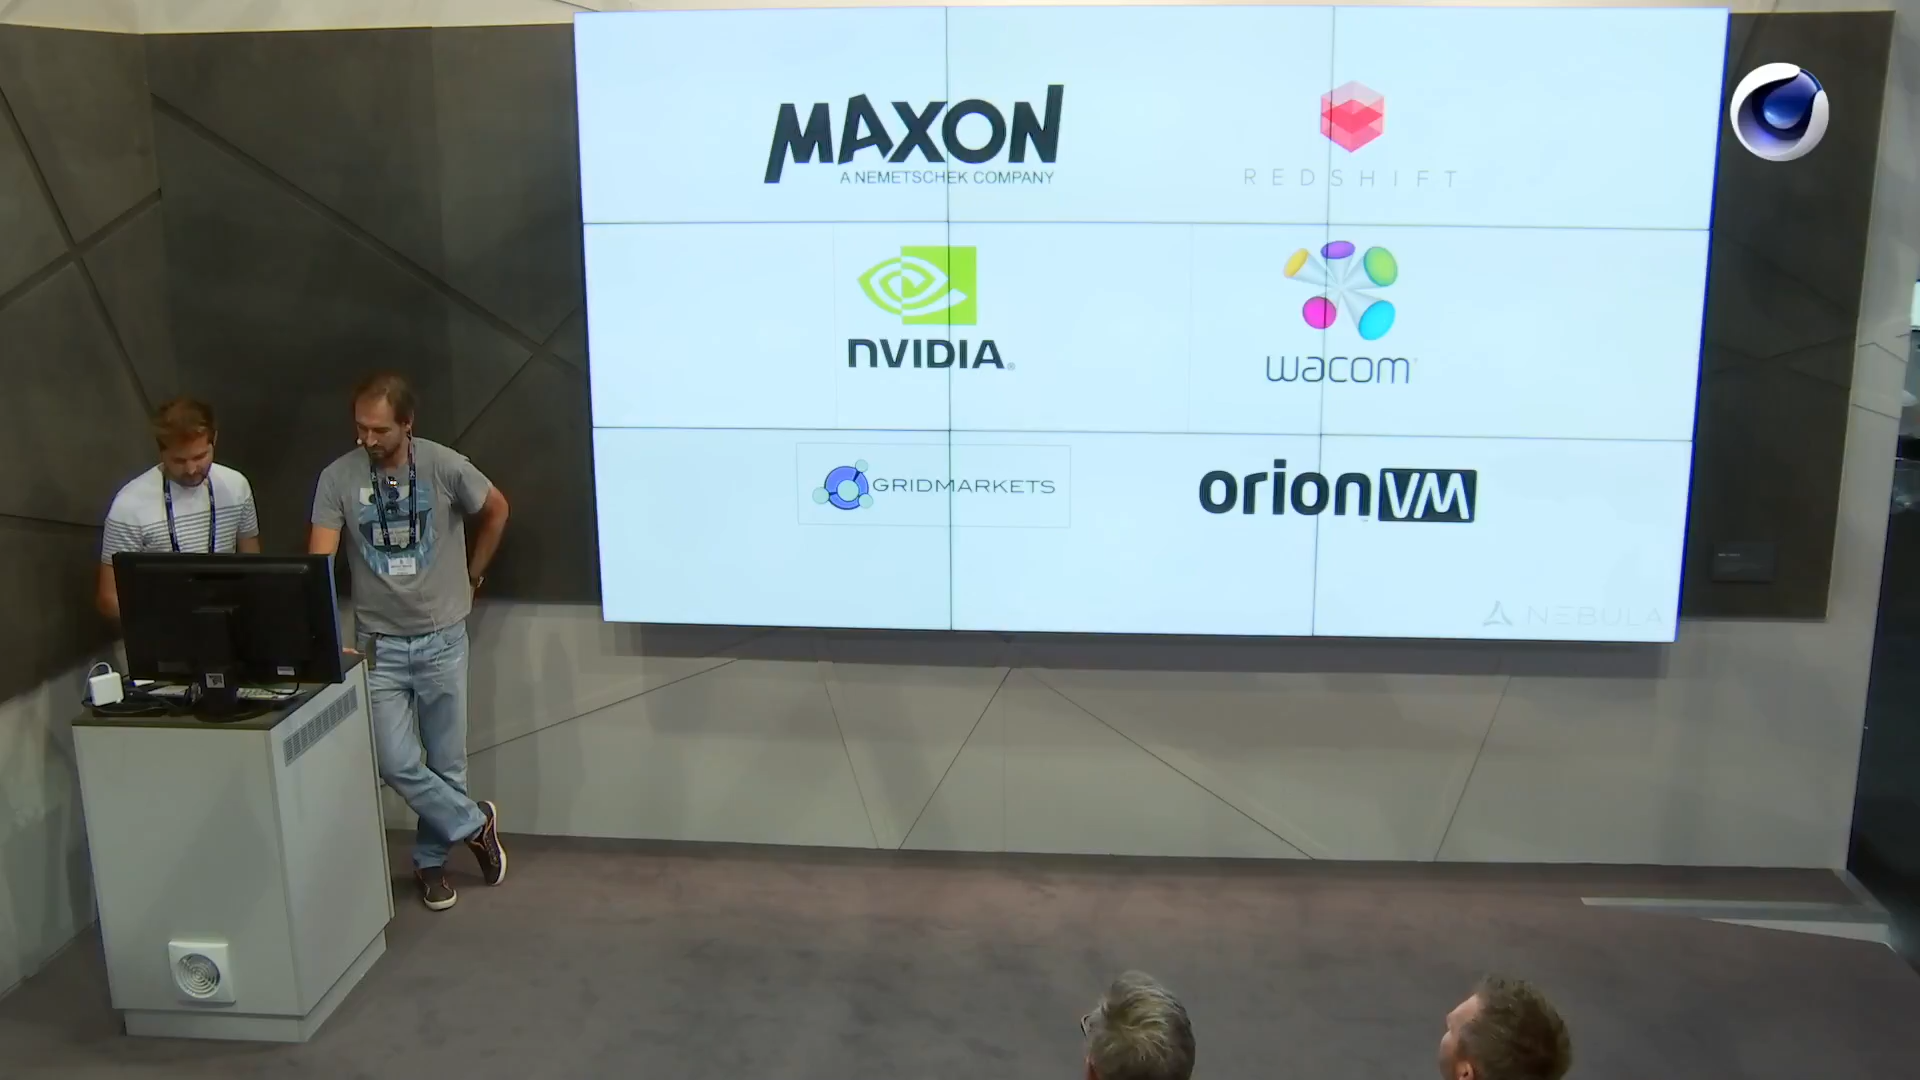 MAXON
A NEMETSCHEK COMPANY
REDSHIFT
NVIDIA®
wacom
GRIDMARKETS
orionVM
NEBULA